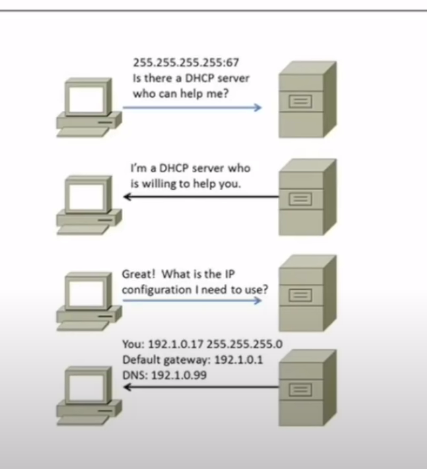 255.255.255.255:67
Is there a DHCP server
who can help me?
I'm a DHCP server who
is willing to help you.
Great! What is the IP
configuration I need to use?
You: 192.1.0.17 255.255.255.0
Default gateway: 192.1.0.1
DNS: 192.1.0.99